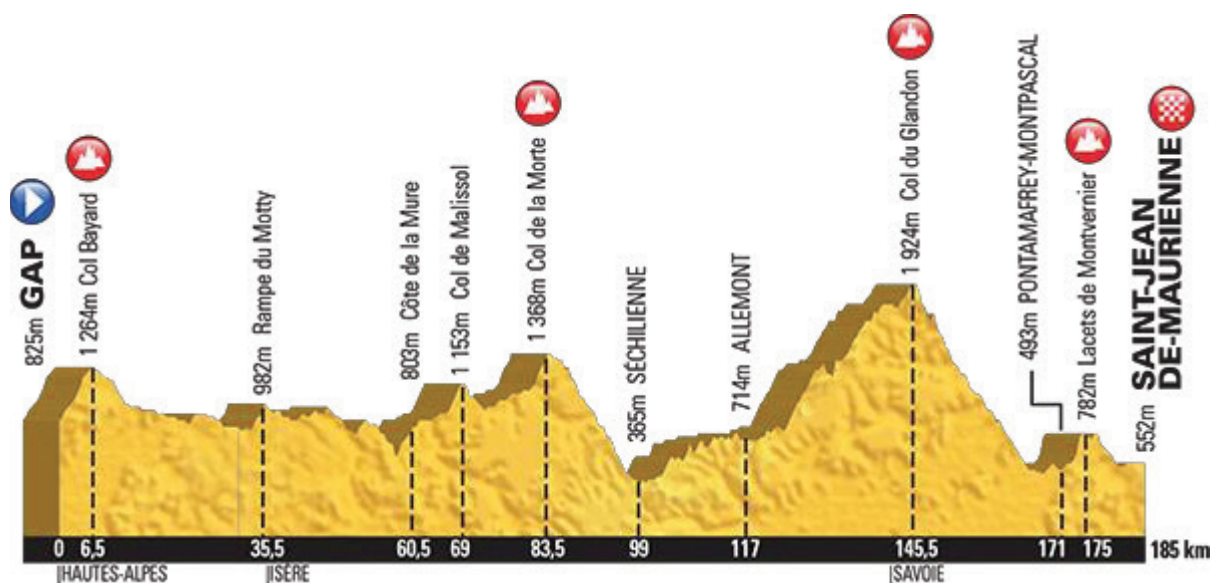 825m GAP
1 264m Col Bayard
982m Rampe du Motty
803m Côte de la Mure
1 153m Col de Malissol
1 368m Col de la Morte
365m SÉCHILIENNE
714m ALLEMONT
1 924m Col du Glandon
493m PONTAMAFREY-MONTPASCAL
782m Lacets de Montvernier
552m SAINT-JEAN
DE-MAURIENNE
0 6,5 35,5 60,5 69 83,5 99 117 145,5 171 175 185 km
|HAUTES-ALPES |ISÈRE |SAVOIE